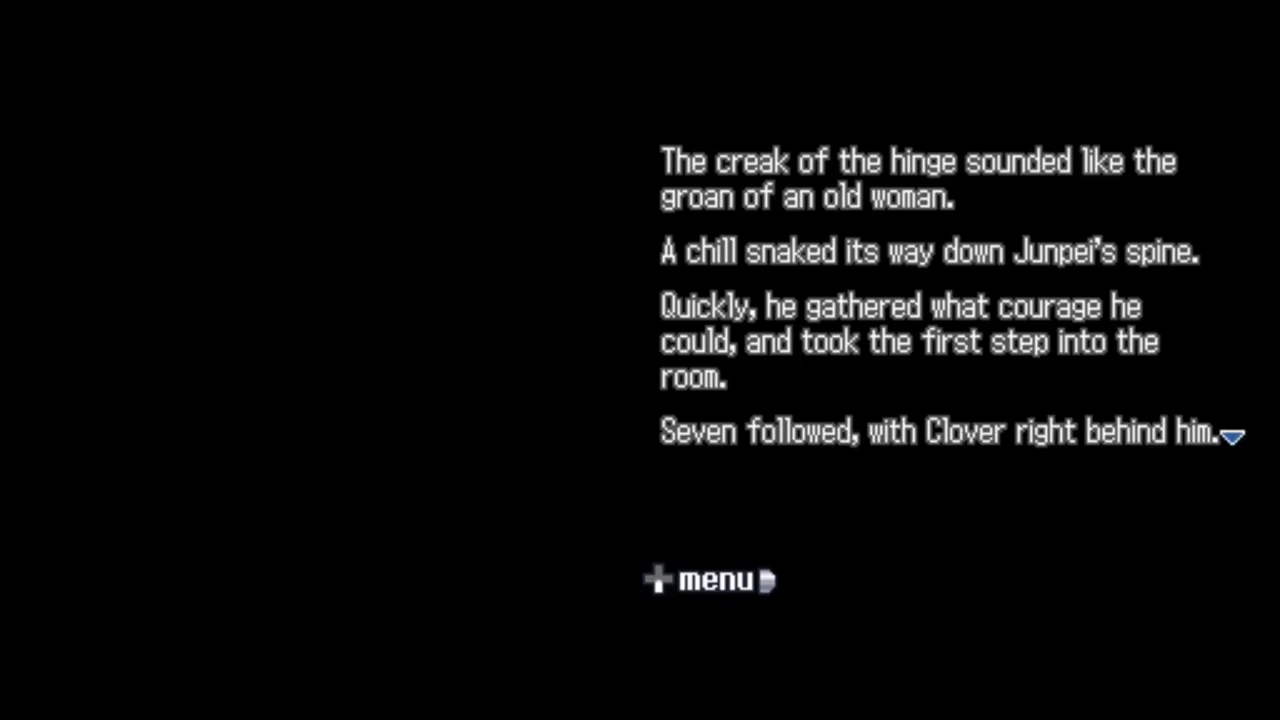 The creak of the hinge sounded like the
groan of an old woman.
A chill snaked its way down Junpei's spine.
Quickly, he gathered what courage he
could, and took the first step into the
room.
Seven followed, with Clover right behind him.
menu